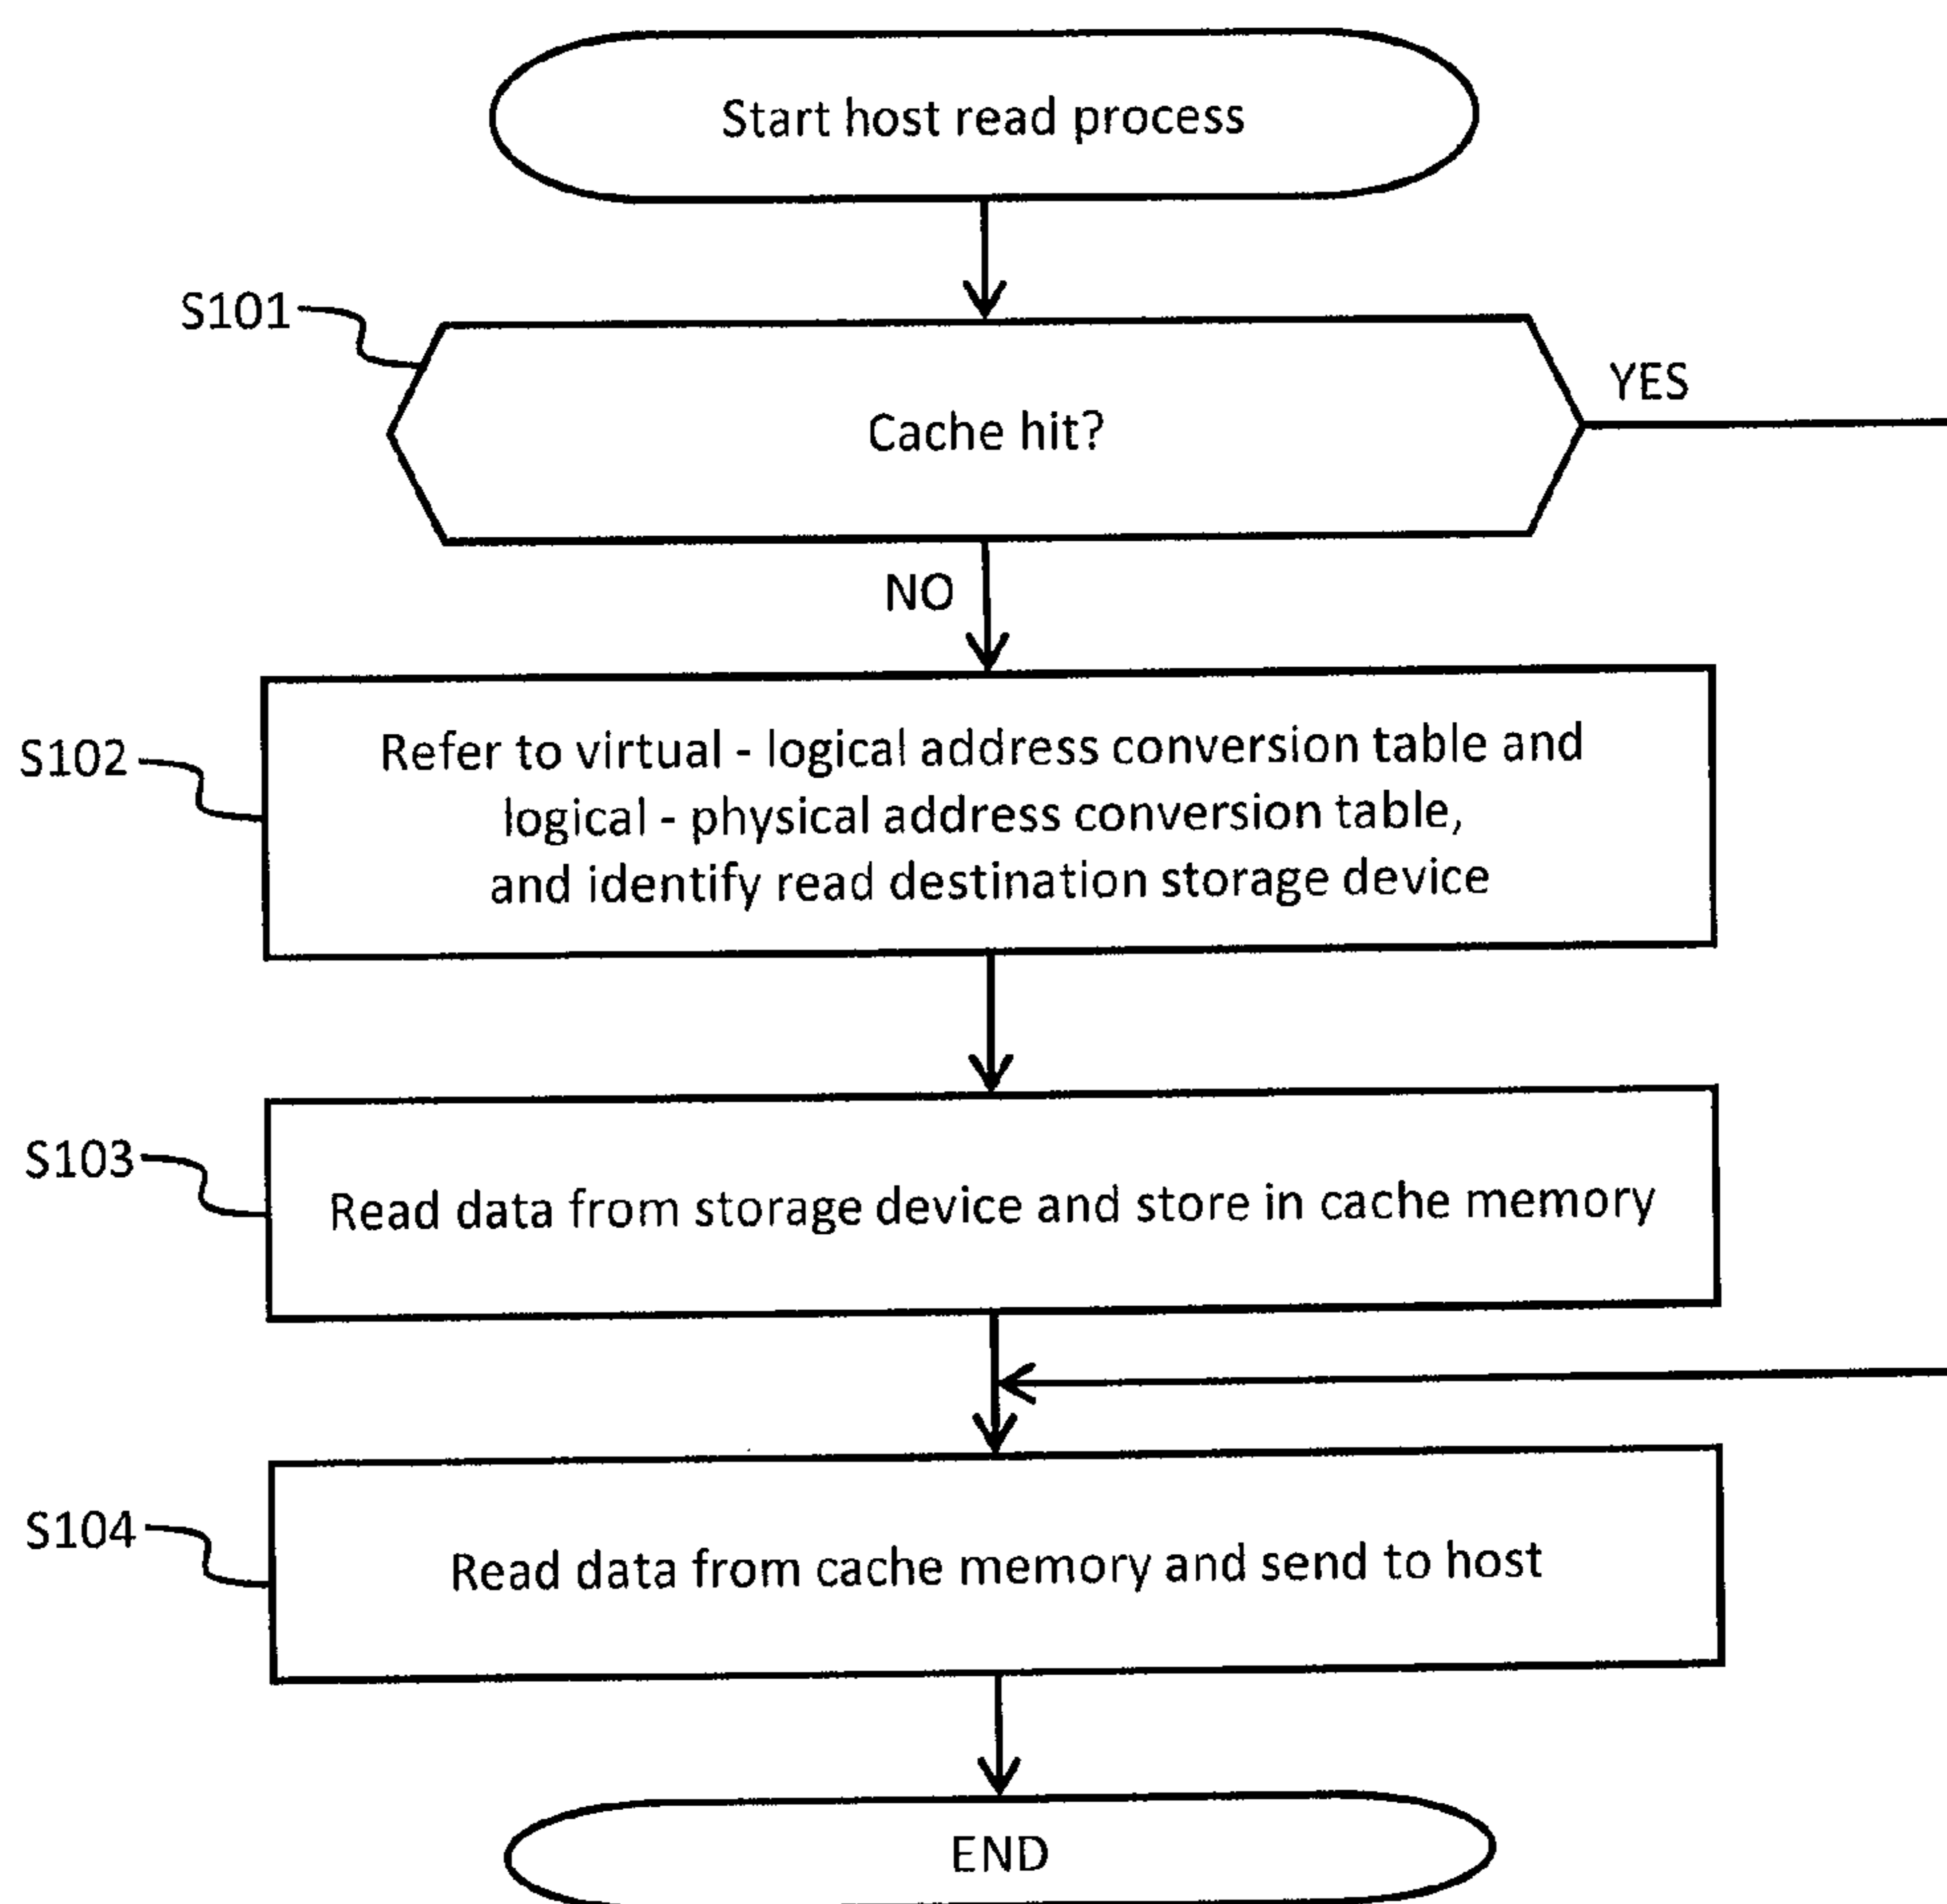 Start host read process
S101
YES
Cache hit?
NO
S102
Refer to virtual - logical address conversion table and
logical - physical address conversion table,
and identify read destination storage device
S103
Read data from storage device and store in cache memory
S104
Read data from cache memory and send to host
END